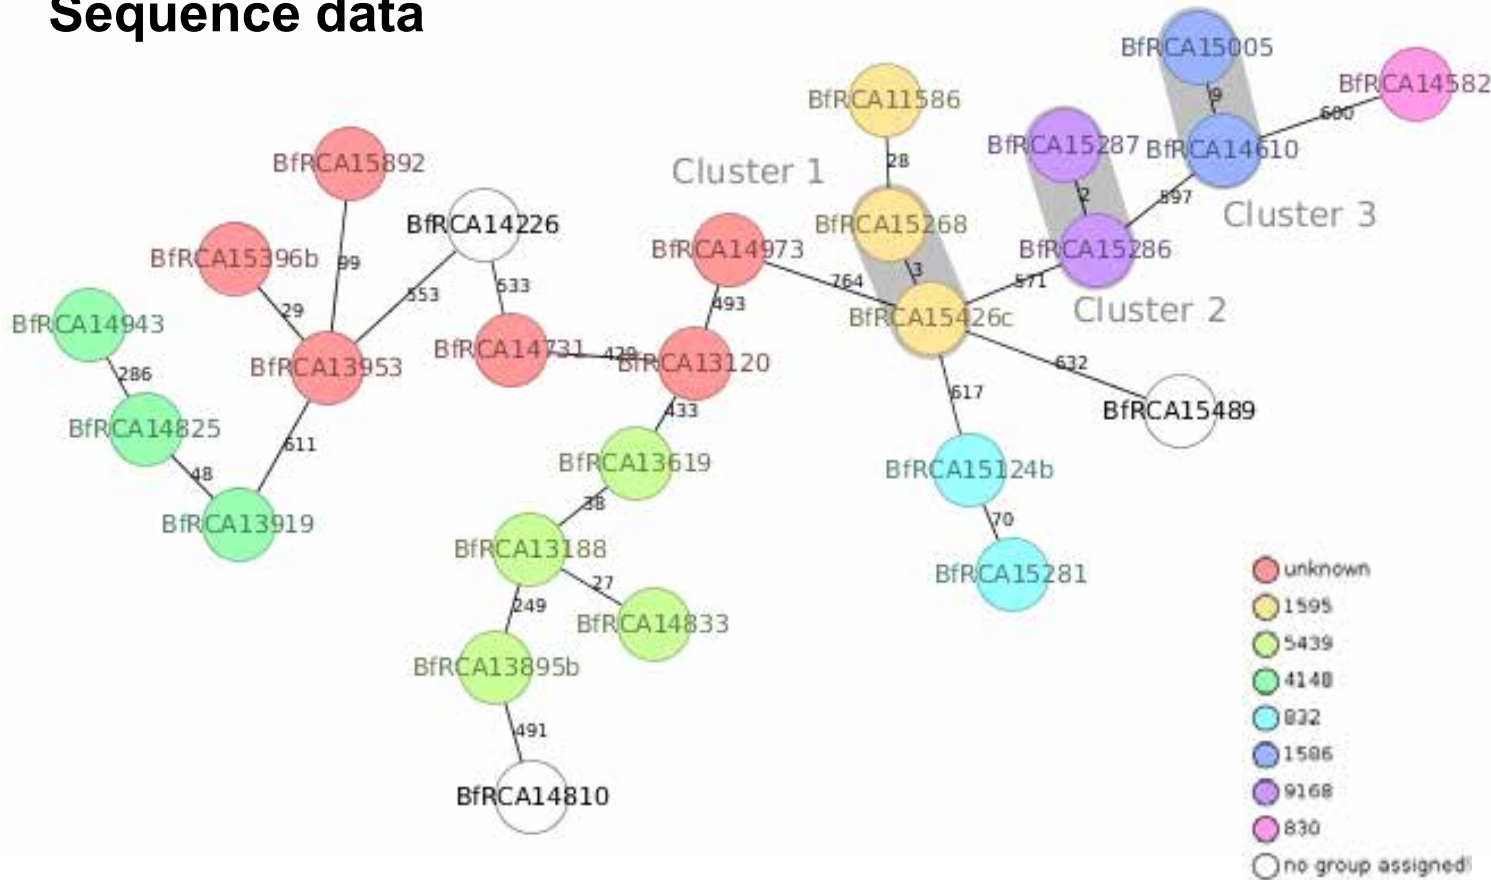 Sequence data
BfRCA15005
BfRCA14582
9
600
BfRCA11586
BfRCA15287
BfRCA14610
28
Cluster 1
BfRCA15892
2
597
Cluster 3
BfRCA14226
BfRCA15268
BfRCA14973
BfRCA15286
BfRCA15396b
99
3
571
764
533
553
493
Cluster 2
29
BfRCA15426c
BfRCA14943
BfRCA14731
BfRCA13120
BfRCA13953
632
286
617
433
BfRCA15489
BfRCA14825
611
BfRCA13619
BfRCA15124b
48
38
BfRCA13919
70
BfRCA13188
BfRCA15281
27
249
BfRCA14833
BfRCA13895b
491
BfRCA14810
unknown
1595
5439
4148
832
1586
9168
830
no group assigned!